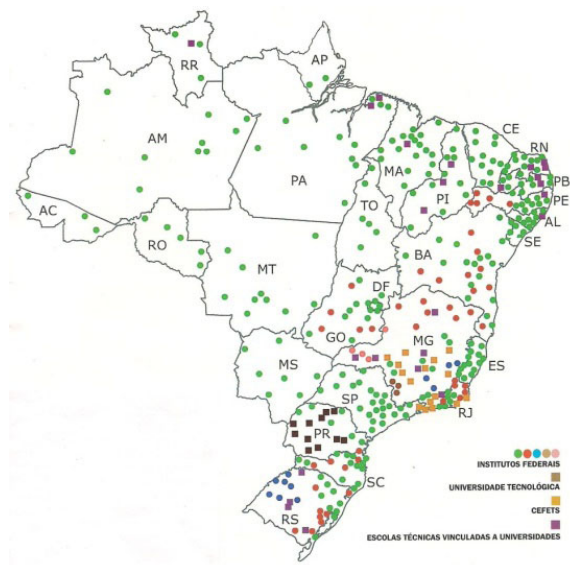 AP
RR
AM
PA
CE
RN
MA
PB
PI
PE
AC
TO
AL
RO
SE
BA
MT
DF
GO
MG
ES
MS
SP
RJ
PR
SC
RS
INSTITUTOS FEDERAIS
UNIVERSIDADE TECNOLÓGICA
CEFETS
ESCOLAS TÉCNICAS VINCULADAS A UNIVERSIDADES